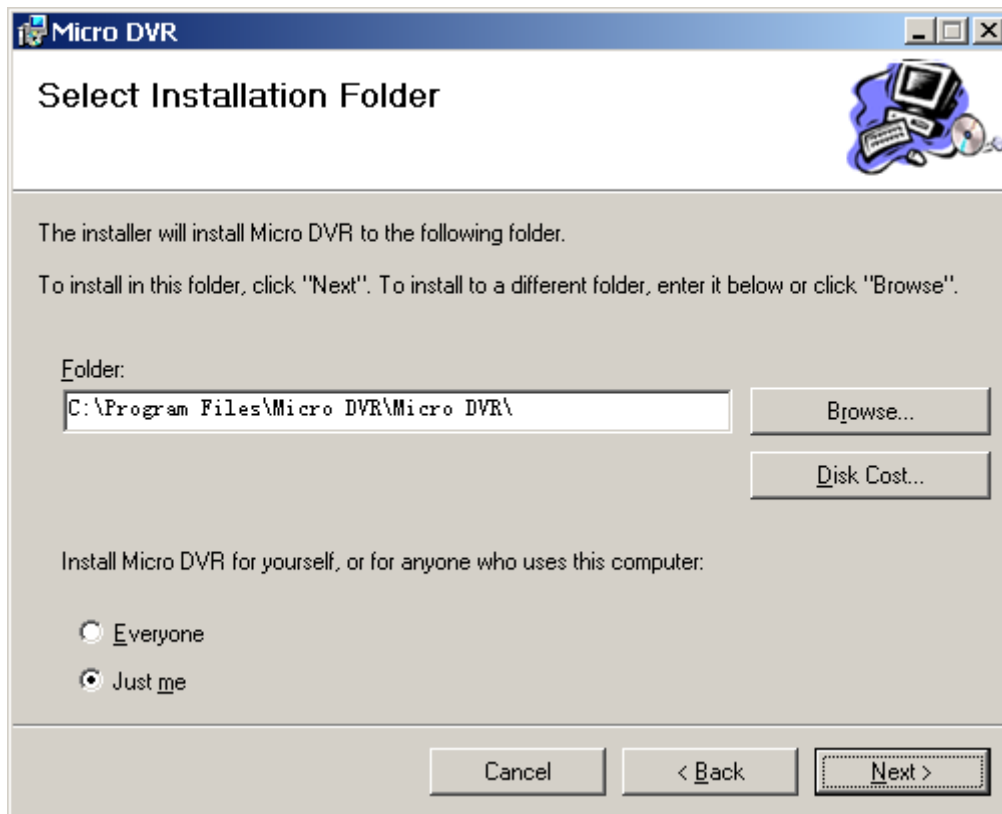 Micro DVR
Select Installation Folder
The installer will install Micro DVR to the following folder.
To install in this folder, click "Next". To install to a different folder, enter it below or click "Browse".
Folder:
C:\Program Files\Micro DVR\Micro DVR\
Browse...
Disk Cost...
Install Micro DVR for yourself, or for anyone who uses this computer:
Everyone
Just me
Cancel
< Back
Next >